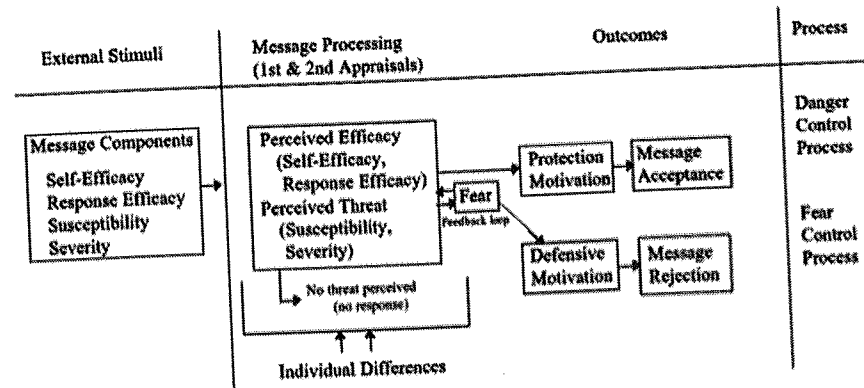 External Stimuli
Message Processing
(1st & 2nd Appraisals)
Outcomes
Process
Message Components
Self-Efficacy
Response Efficacy
Susceptibility
Severity
Perceived Efficacy
(Self-Efficacy,
Response Efficacy)
Perceived Threat
(Susceptibility,
Severity)
No threat perceived
(no response)
Individual Differences
Fear
Feedback loop
Protection
Motivation
Message
Acceptance
Defensive
Motivation
Message
Rejection
Danger
Control
Process
Fear
Control
Process